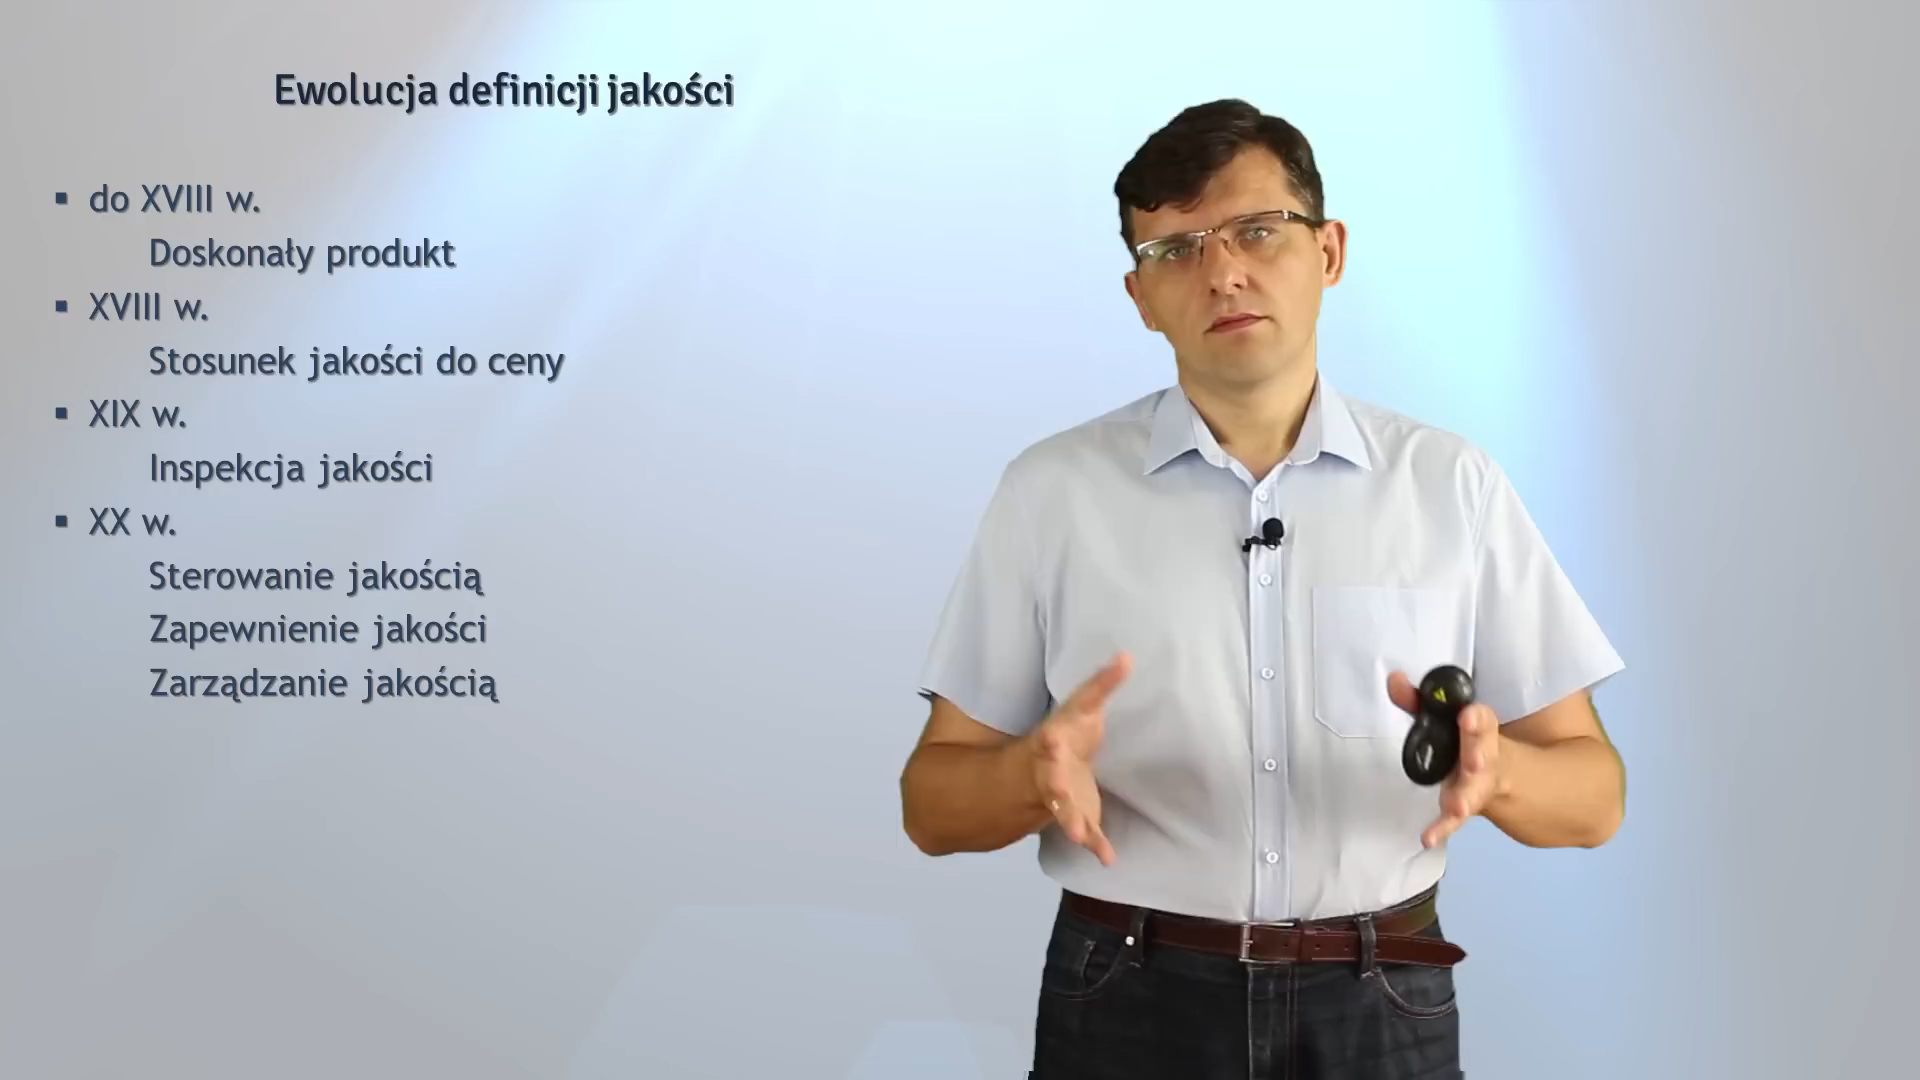 Ewolucja definicji jakości
▪ do XVIII w.
Doskonały produkt
▪ XVIII w.
Stosunek jakości do ceny
▪ XIX w.
Inspekcja jakości
▪ XX w.
Sterowanie jakością
Zapewnienie jakości
Zarządzanie jakością